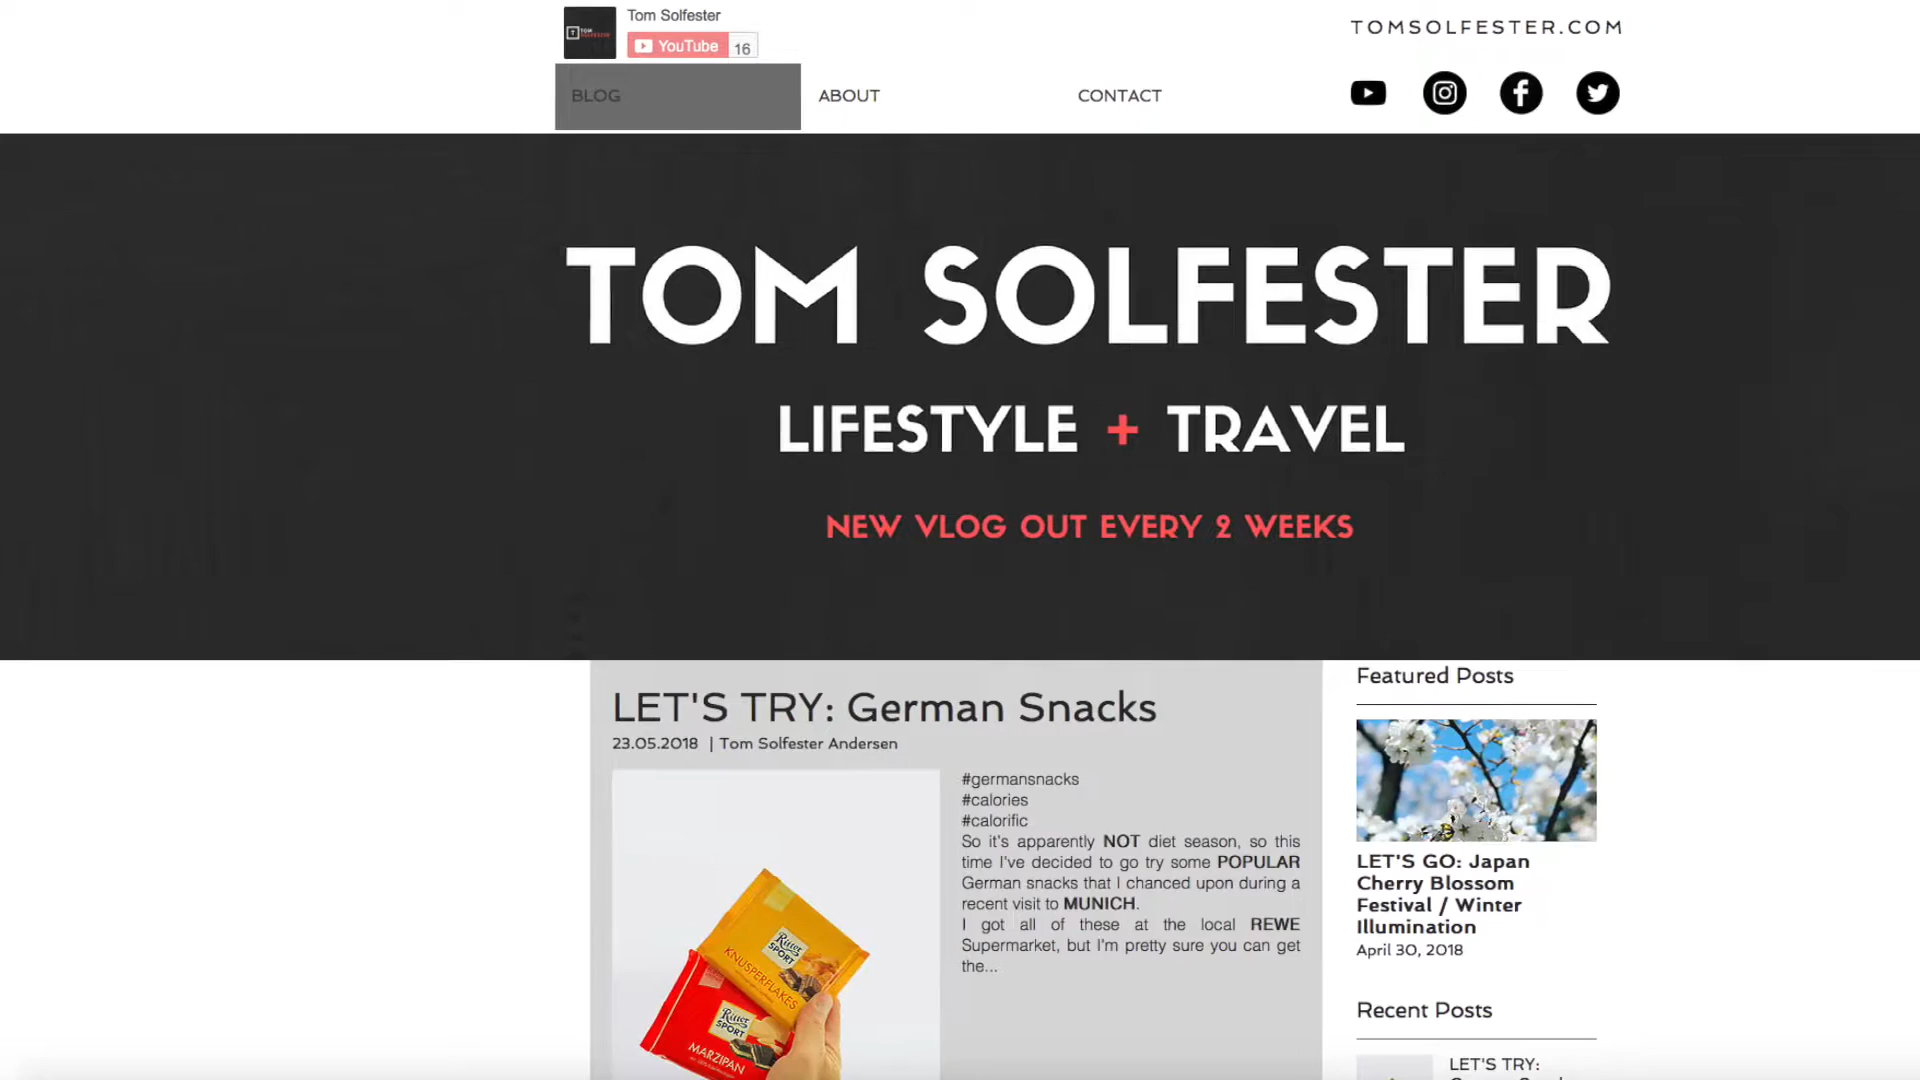 Tom Solfester
YouTube 16
TOMSOLFESTER.COM
BLOG
ABOUT
CONTACT
TOM SOLFESTER
LIFESTYLE + TRAVEL
NEW VLOG OUT EVERY 2 WEEKS
LET'S TRY: German Snacks
23.05.2018 | Tom Solfester Andersen
#germansnacks
#calories
#calorific
So it's apparently NOT diet season, so this
time I've decided to go try some POPULAR
German snacks that I chanced upon during a
recent visit to MUNICH.
I got all of these at the local REWE
Supermarket, but I'm pretty sure you can get
the...
Ritter
SPORT
KNUSPERFLAKES
Ritter
SPORT
MARZIPAN
Featured Posts
LET'S GO: Japan
Cherry Blossom
Festival / Winter
Illumination
April 30, 2018
Recent Posts
LET'S TRY: